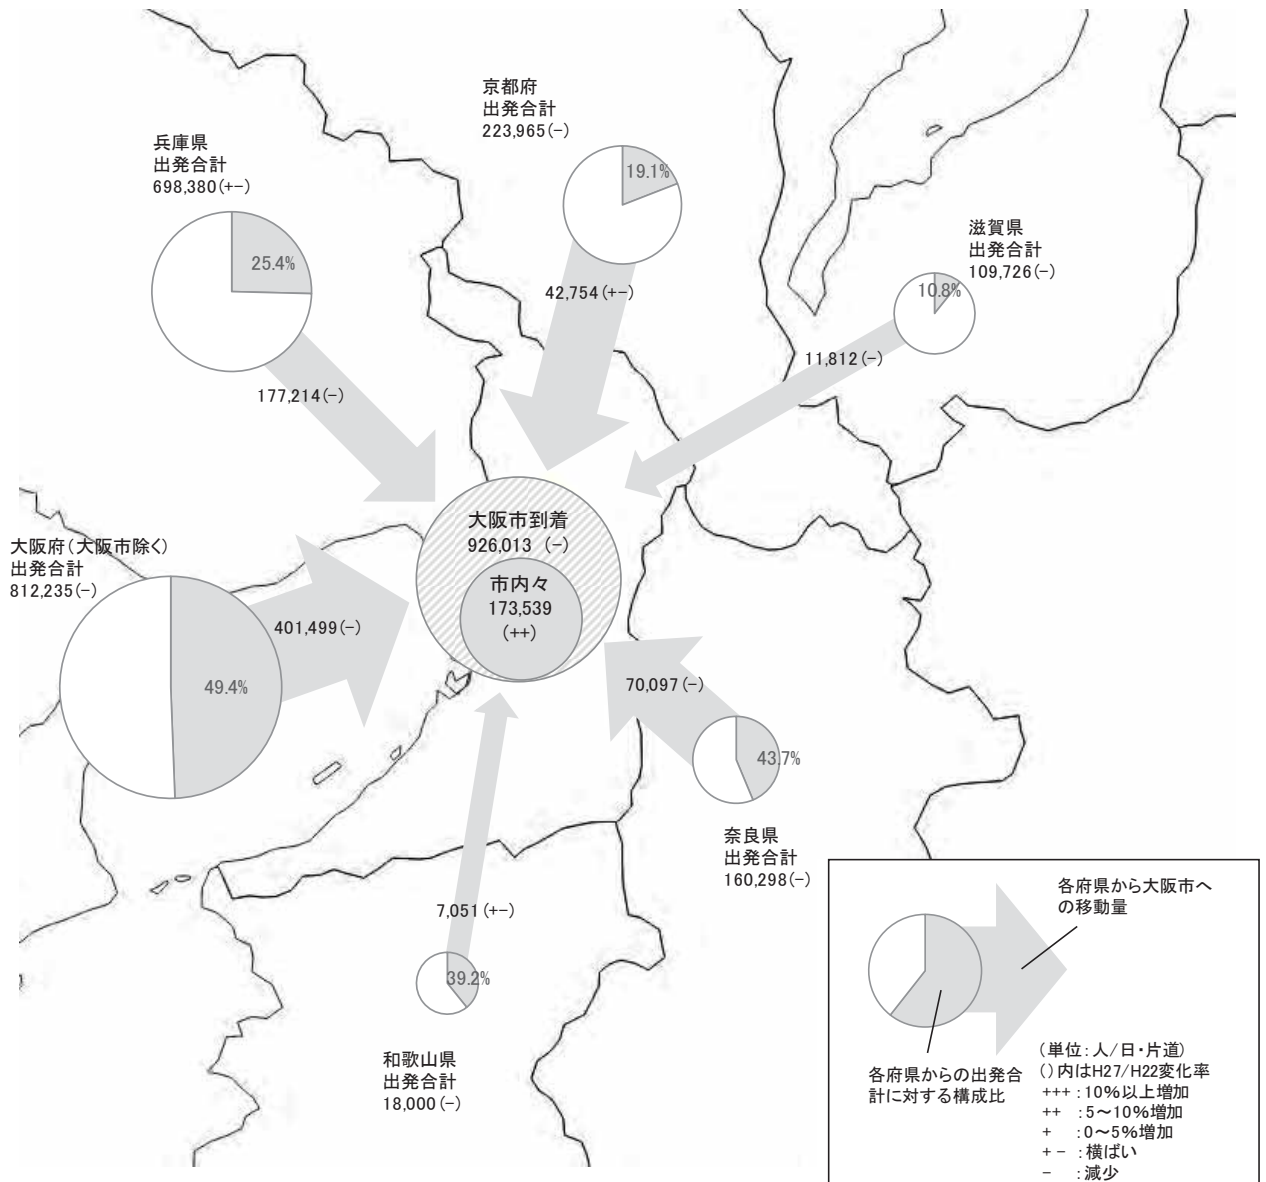 京都府
出発合計
223,965(-)
19.1%
兵庫県
出発合計
698,380(+-)
25.4%
滋賀県
出発合計
109,726(-)
10.8%
42,754(+-)
11,812(-)
177,214(-)
大阪市到着
926,013 (-)
市内々
173,539
(++)
大阪府(大阪市除く)
出発合計
812,235(-)
401,499(-)
49.4%
70,097(-)
43.7%
奈良県
出発合計
160,298(-)
7,051(+-)
39.2%
和歌山県
出発合計
18,000(-)
各府県から大阪市へ
の移動量
各府県からの出発合
計に対する構成比
(単位:人/日・片道)
()内はH27/H22変化率
+++ :10%以上増加
++ :5~10%増加
+ :0~5%増加
+ - :横ばい
- :減少